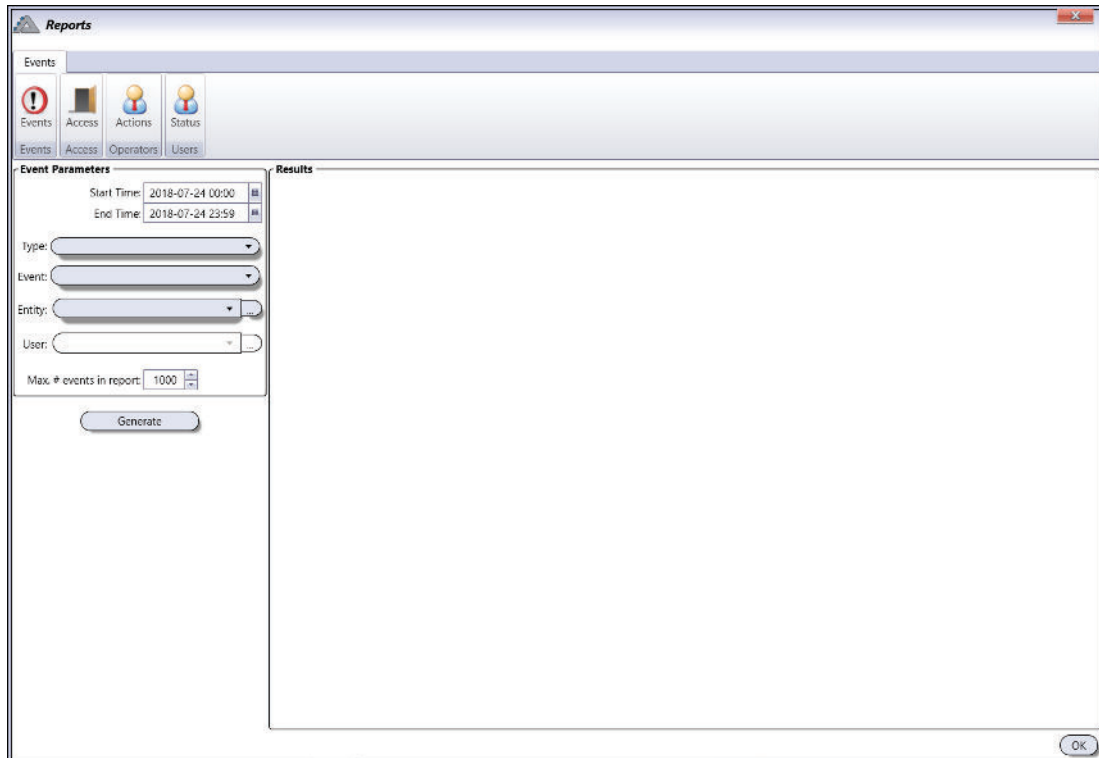 Reports
Events
Events Access Actions Status
Events Access Operators Users
Event Parameters
Start Time: 2018-07-24 00:00
End Time: 2018-07-24 23:59
Type:
Event:
Entity: ...
User: ...
Max. # events in report: 1000
Generate
Results
OK